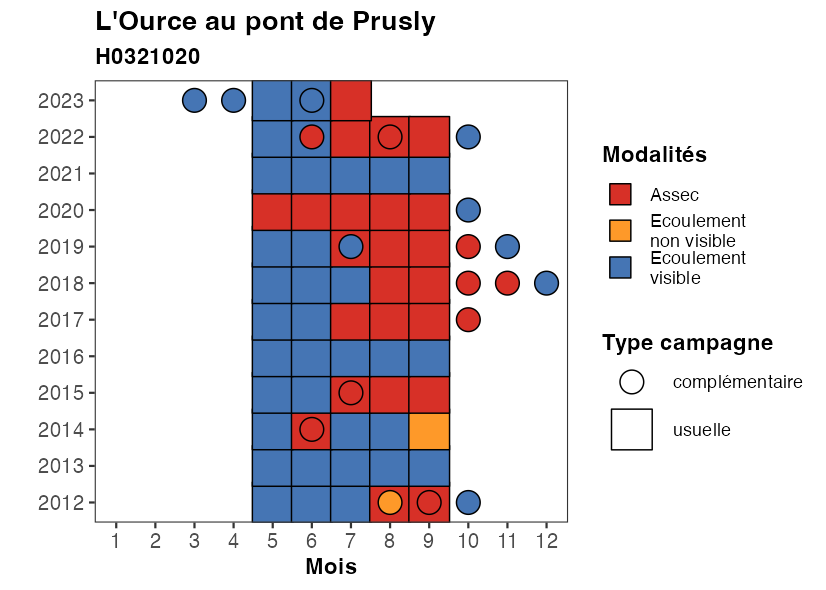 L'Ource au pont de Prusly
H0321020
2023
2022
2021
2020
2019
2018
2017
2016
2015
2014
2013
2012
1 2 3 4 5 6 7 8 9 10 11 12
Mois
Modalités
Assec
Ecoulement
non visible
Ecoulement
visible
Type campagne
complémentaire
usuelle